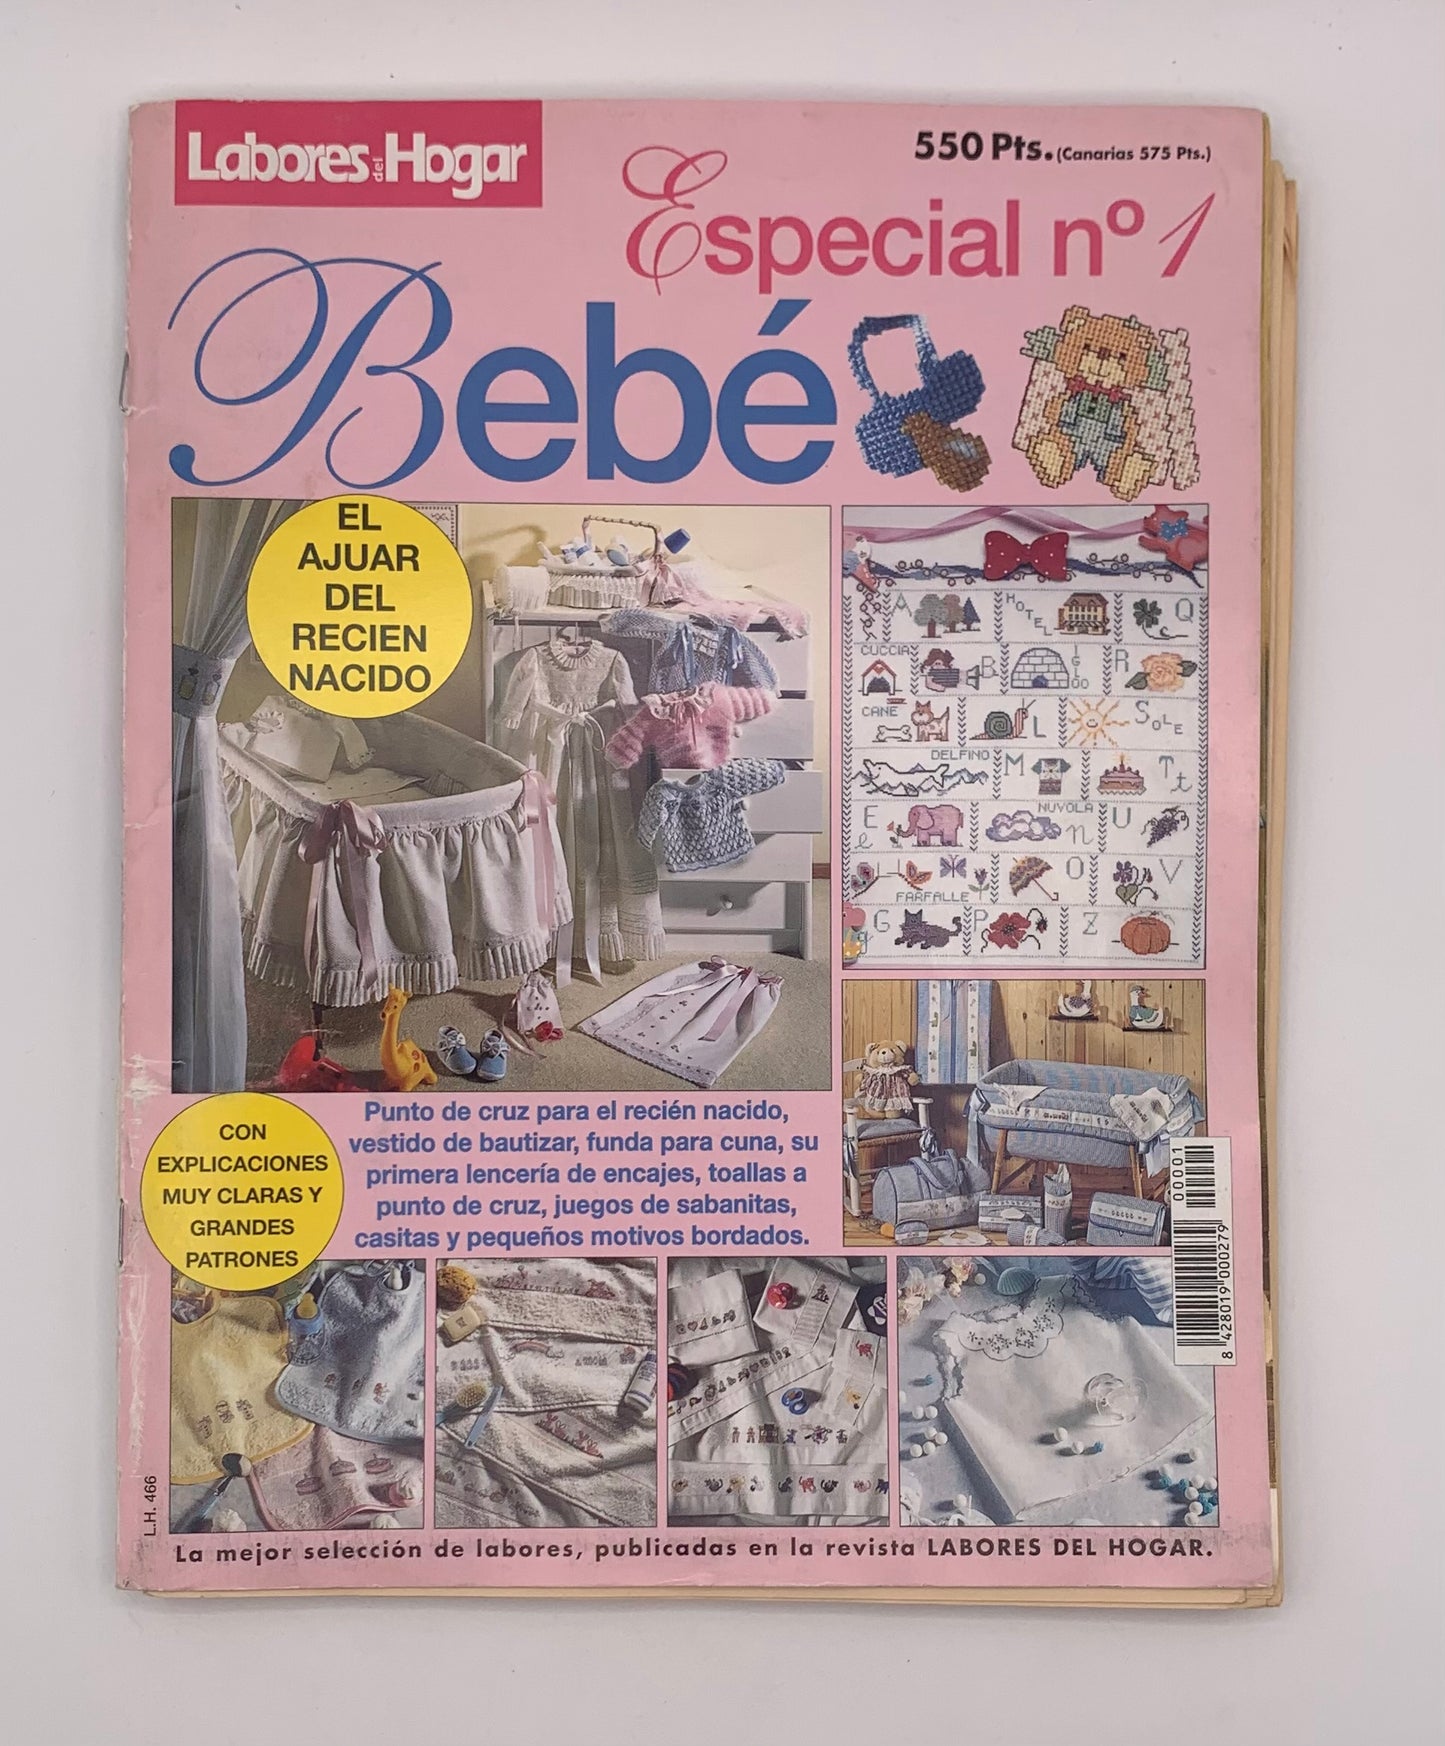 Labores del Hogar
550 Pts. (Canarias 575 Pts.)
Especial nº 1
Bebé
EL
AJUAR
DEL
RECIEN
NACIDO
A
HOTEL
Q
CUCCIA
B
IGLOO
R
CANE
L
SOLE
DELFINO
M
T t
E e
NUVOLA
n
U
FARFALLE
O
V
G g
P
Z
CON
EXPLICACIONES
MUY CLARAS Y
GRANDES
PATRONES
Punto de cruz para el recién nacido,
vestido de bautizar, funda para cuna, su
primera lencería de encajes, toallas a
punto de cruz, juegos de sabanitas,
casitas y pequeños motivos bordados.
00001
8 428019 000279
L.H. 466
La mejor selección de labores, publicadas en la revista LABORES DEL HOGAR.